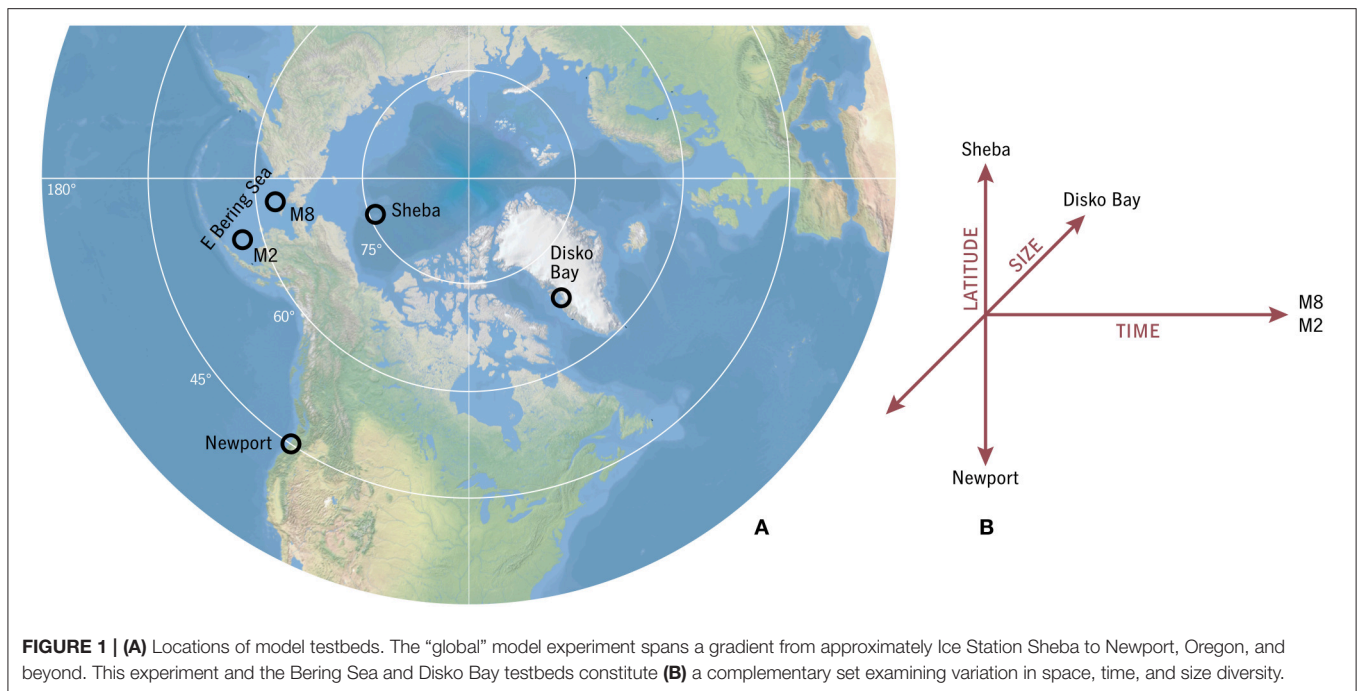 180°
E Bering Sea
M8
M2
Sheba
75°
Disko
Bay
60°
45°
Newport
A
Sheba
Disko Bay
LATITUDE
SIZE
TIME
M8
M2
Newport
B
FIGURE 1 | (A) Locations of model testbeds. The “global” model experiment spans a gradient from approximately Ice Station Sheba to Newport, Oregon, and
beyond. This experiment and the Bering Sea and Disko Bay testbeds constitute (B) a complementary set examining variation in space, time, and size diversity.